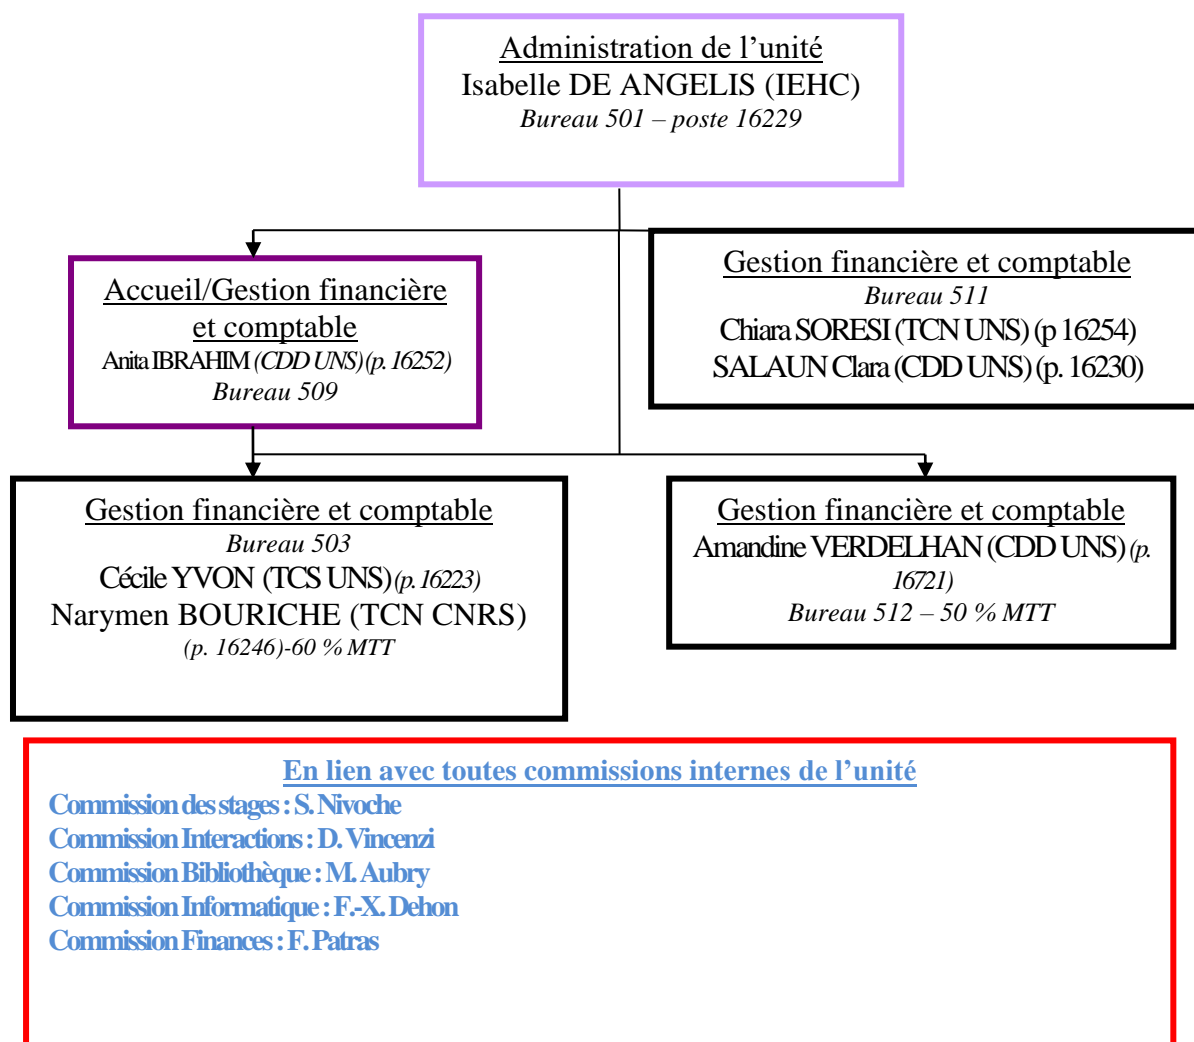 Administration de l’unité
Isabelle DE ANGELIS (IEHC)
Bureau 501 – poste 16229
Accueil/Gestion financière
et comptable
Anita IBRAHIM (CDD UNS) (p. 16252)
Bureau 509
Gestion financière et comptable
Bureau 511
Chiara SORESI (TCN UNS) (p 16254)
SALAUN Clara (CDD UNS) (p. 16230)
Gestion financière et comptable
Bureau 503
Cécile YVON (TCS UNS) (p. 16223)
Narymen BOURICHE (TCN CNRS)
(p. 16246)-60 % MTT
Gestion financière et comptable
Amandine VERDELHAN (CDD UNS) (p.
16721)
Bureau 512 – 50 % MTT
En lien avec toutes commissions internes de l’unité
Commission des stages : S. Nivoche
Commission Interactions : D. Vincenzi
Commission Bibliothèque : M. Aubry
Commission Informatique : F.-X. Dehon
Commission Finances : F. Patras